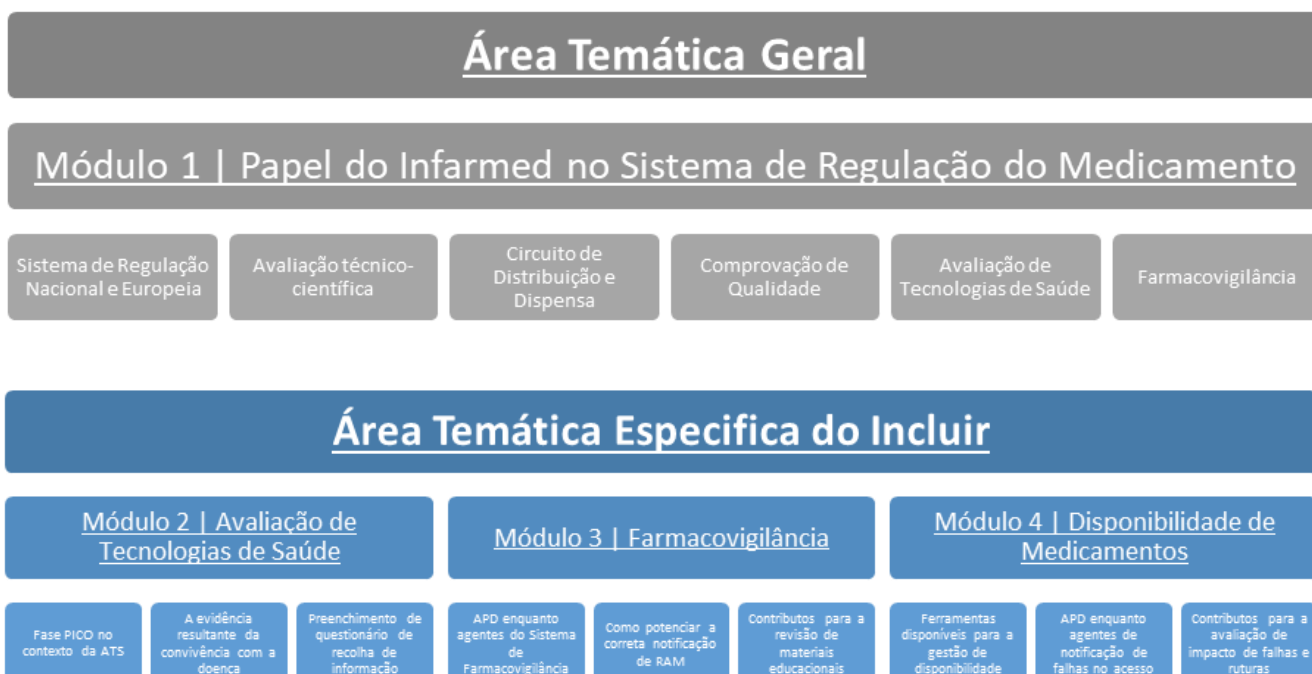 Área Temática Geral
Módulo 1 | Papel do Infarmed no Sistema de Regulação do Medicamento
Sistema de Regulação
Nacional e Europeia
Avaliação técnico-
científica
Circuito de
Distribuição e
Dispensa
Comprovação de
Qualidade
Avaliação de
Tecnologias de Saúde
Farmacovigilância
Área Temática Especifica do Incluir
Módulo 2 | Avaliação de
Tecnologias de Saúde
Módulo 3 | Farmacovigilância
Módulo 4 | Disponibilidade de
Medicamentos
Fase PICO no
contexto da ATS
A evidência
resultante da
convivência com a
doença
Preenchimento de
questionário de
recolha de
informação
APD enquanto
agentes do Sistema
de
Farmacovigilância
Como potenciar a
correta notificação
de RAM
Contributos para a
revisão de
materiais
educacionais
Ferramentas
disponíveis para a
gestão de
disponibilidade
APD enquanto
agentes de
notificação de
falhas no acesso
Contributos para a
avaliação de
impacto de falhas e
ruturas